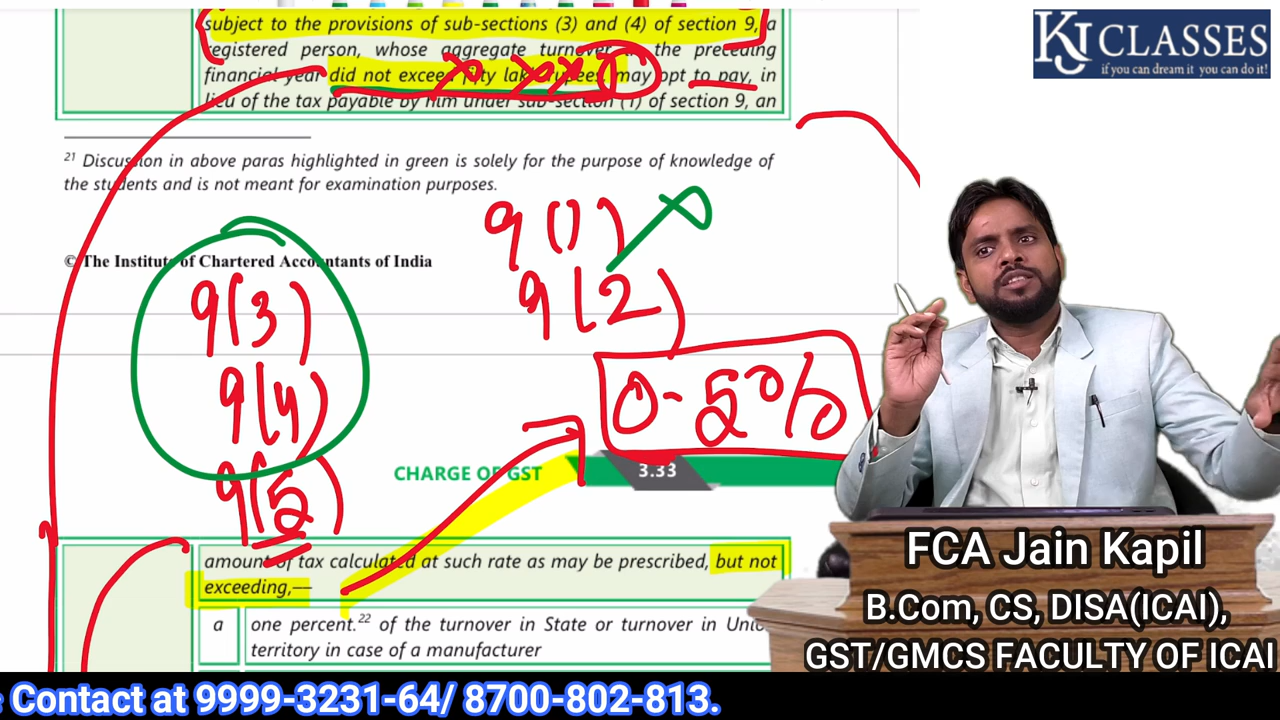 subject to the provisions of sub-sections (3) and (4) of section 9, a
registered person, whose aggregate turnover the preceding
financial year did not exceed fifty lakh rupees, may opt to pay, in
lieu of the tax payable by him under sub-section (1) of section 9, an
21 Discussion in above paras highlighted in green is solely for the purpose of knowledge of
the students and is not meant for examination purposes.
© The Institute of Chartered Accountants of India
9(1)
9(2)
9(3)
9(4)
9(5)
0-5%
CHARGE OF GST 3.33
amount of tax calculated at such rate as may be prescribed, but not
exceeding,—
a one percent.22 of the turnover in State or turnover in Union
territory in case of a manufacturer
KJ CLASSES
if you can dream it you can do it!
FCA Jain Kapil
B.Com, CS, DISA(ICAI),
GST/GMCS FACULTY OF ICAI
Contact at 9999-3231-64/ 8700-802-813.